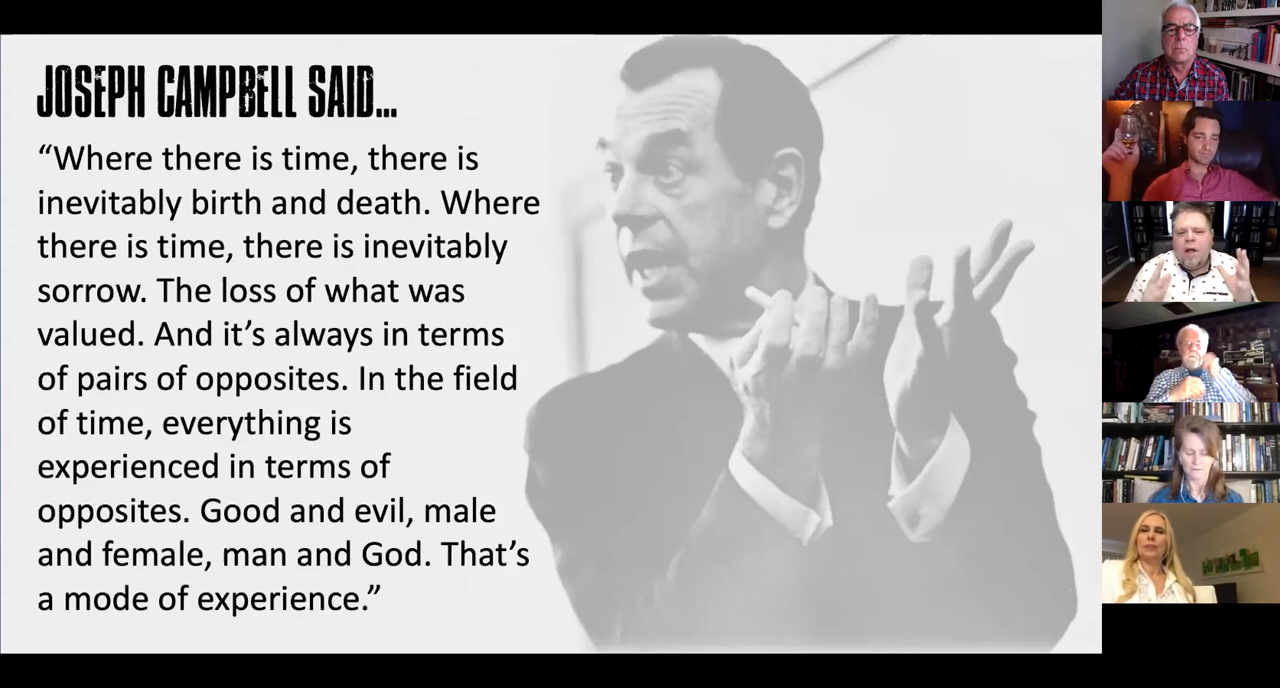 JOSEPH CAMPBELL SAID...
“Where there is time, there is
inevitably birth and death. Where
there is time, there is inevitably
sorrow. The loss of what was
valued. And it’s always in terms
of pairs of opposites. In the field
of time, everything is
experienced in terms of
opposites. Good and evil, male
and female, man and God. That’s
a mode of experience.”